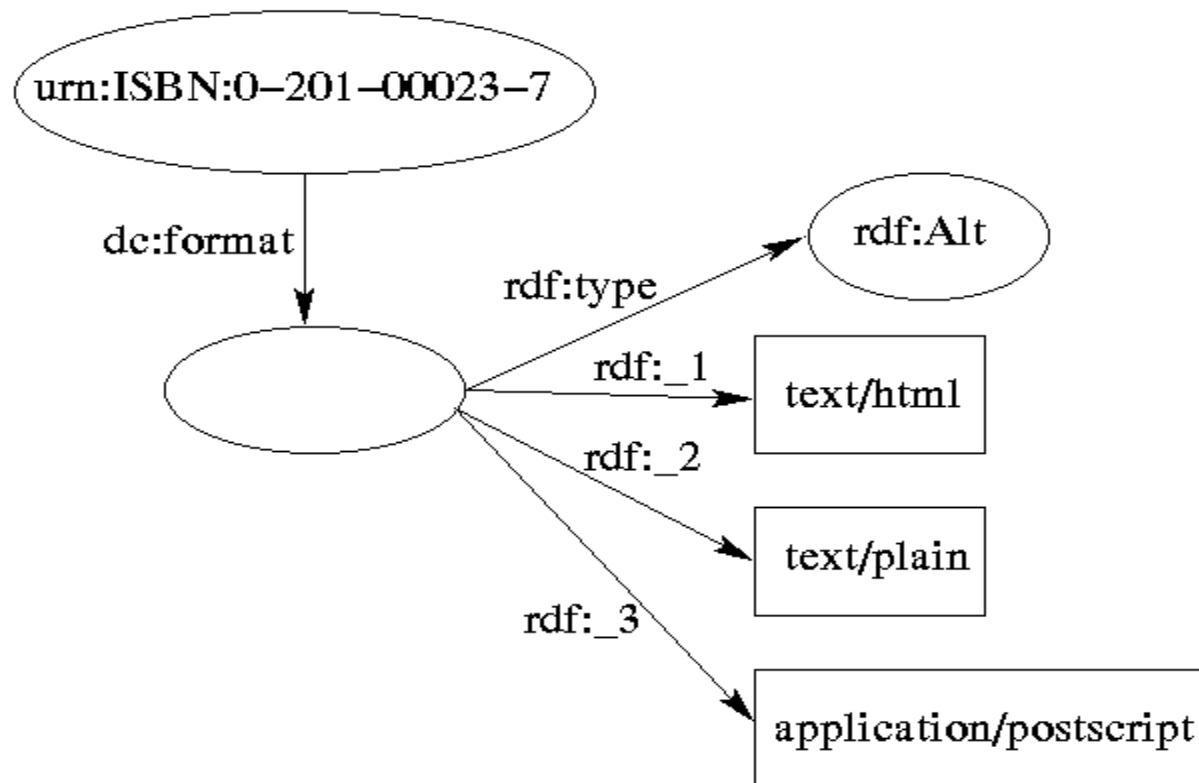 urn:ISBN:0-201-00023-7
dc:format
rdf:Alt
rdf:type
rdf:_1
text/html
rdf:_2
text/plain
rdf:_3
application/postscript